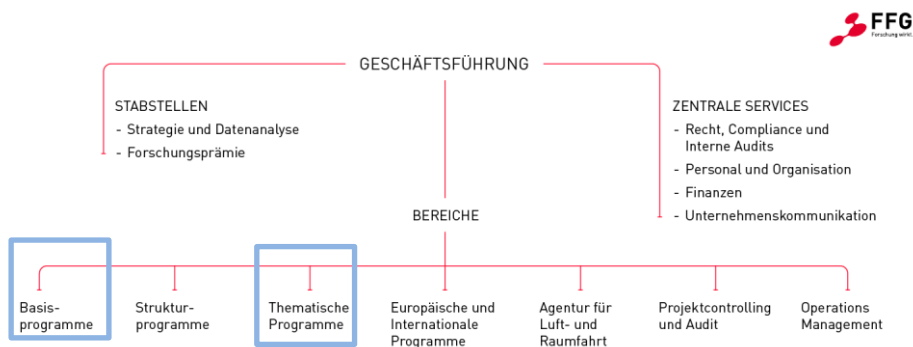 FFG
Forschung wirkt.
GESCHÄFTSFÜHRUNG
STABSTELLEN
- Strategie und Datenanalyse
- Forschungsprämie
ZENTRALE SERVICES
- Recht, Compliance und
Interne Audits
- Personal und Organisation
- Finanzen
- Unternehmenskommunikation
BEREICHE
Basis-
programme
Struktur-
programme
Thematische
Programme
Europäische und
Internationale
Programme
Agentur für
Luft- und
Raumfahrt
Projektcontrolling
und Audit
Operations
Management